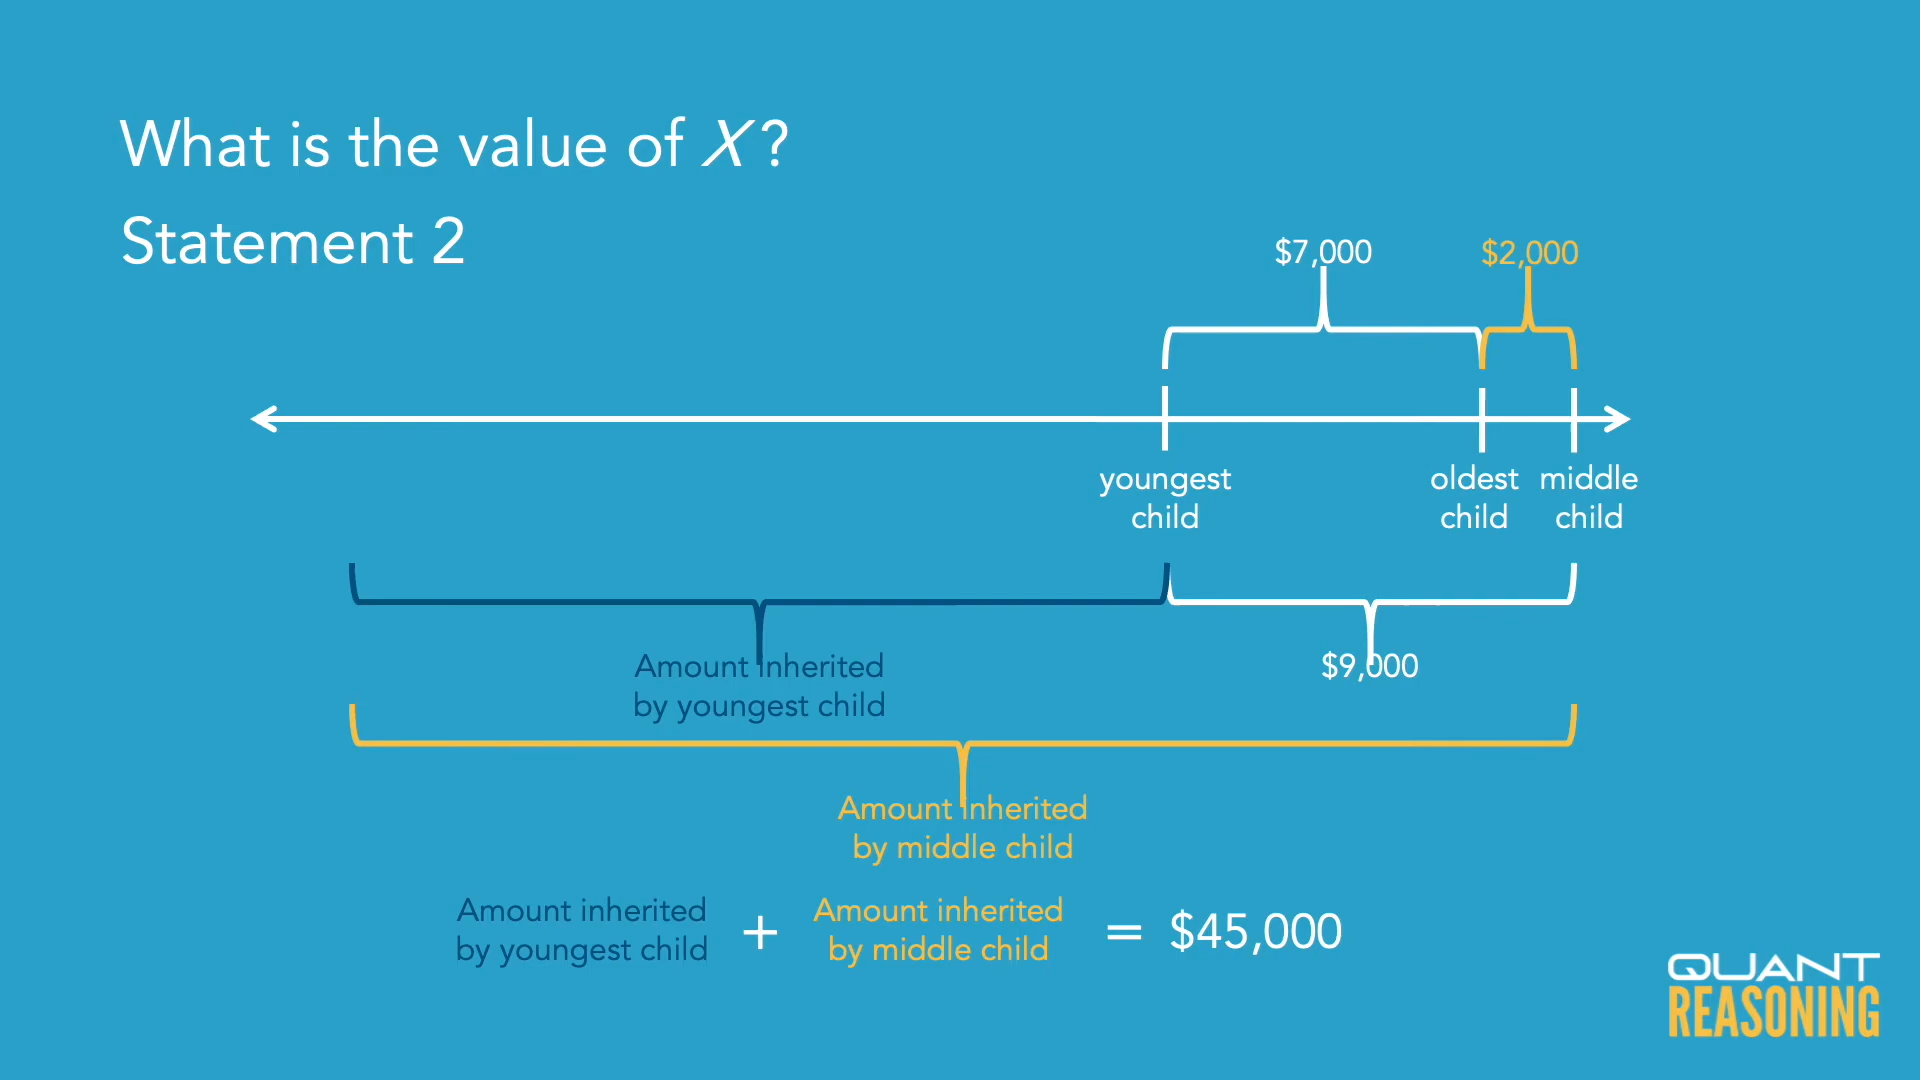 What is the value of X?
Statement 2
$7,000
$2,000
youngest
child
oldest
child
middle
child
Amount inherited
by youngest child
$9,000
Amount inherited
by middle child
Amount inherited
by youngest child
+
Amount inherited
by middle child
= $45,000
QUANT
REASONING